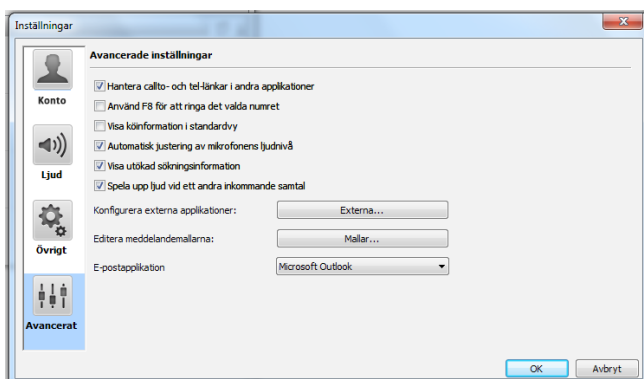 Inställningar
Konto
Ljud
Övrigt
Avancerat
Avancerade inställningar
Hantera callto- och tel-länkar i andra applikationer
Använd F8 för att ringa det valda numret
Visa köinformation i standardvy
Automatisk justering av mikrofonens ljudnivå
Visa utökad sökningsinformation
Spela upp ljud vid ett andra inkommande samtal
Konfigurera externa applikationer: Externa...
Editera meddelandemallarna: Mallar...
E-postapplikation Microsoft Outlook
OK Avbryt